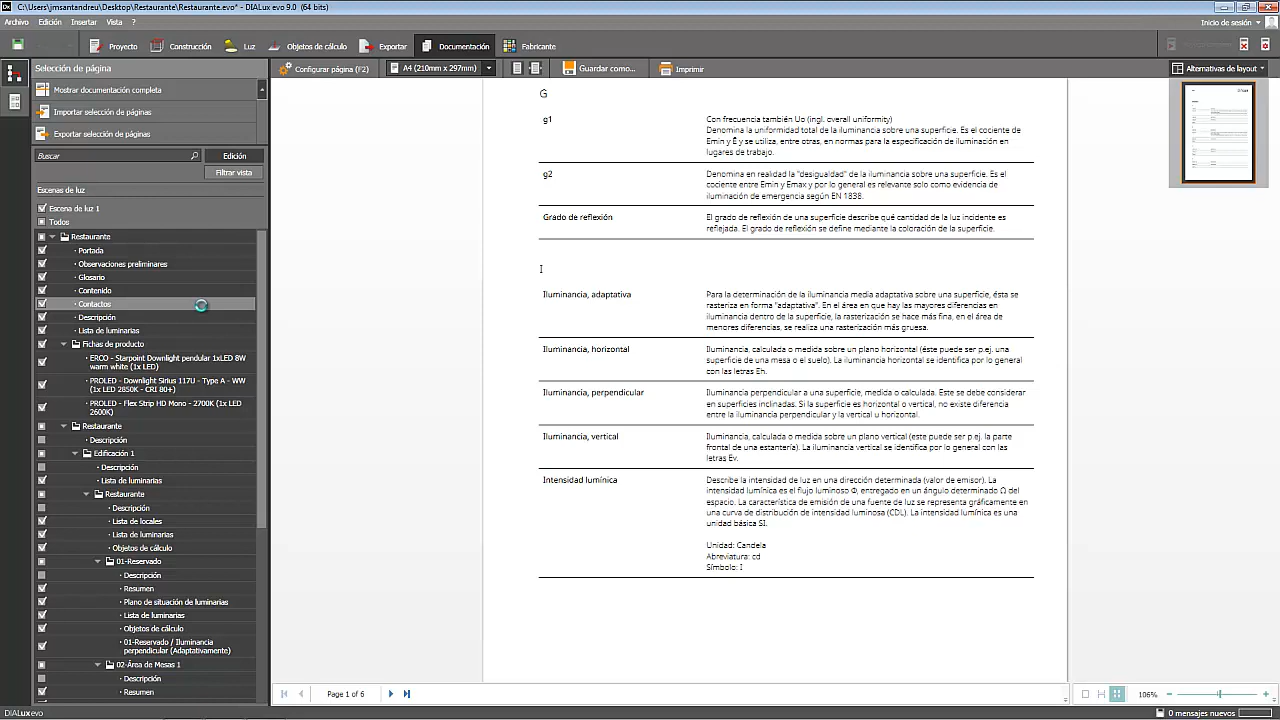 C:\Users\jmsantandreu\Desktop\Restaurante\Restaurante.evo* - DIALux evo 9.0 (64 bits)
Archivo Edición Insertar Vista ?
Inicio de sesión
Proyecto Construcción Luz Objetos de cálculo Exportar Documentación Fabricante
Selección de página
Configurar página (F2) A4 (210mm x 297mm) Guardar como... Imprimir Alternativas de layout
Mostrar documentación completa
Importar selección de páginas
Exportar selección de páginas
Buscar
Edición
Filtrar vista
Escenas de luz
Escena de luz 1
Todos
Restaurante
Portada
Observaciones preliminares
Glosario
Contenido
Contactos
Descripción
Lista de luminarias
Fichas de producto
ERCO - Starpoint Downlight pendular 1xLED 8W
warm white (1x LED)
PROLED - Downlight Sirius 117U - Type A - WW
(1x LED 2850K - CRI 80+)
PROLED - Flex Strip HD Mono - 2700K (1x LED
2600K)
Restaurante
Descripción
Edificación 1
Descripción
Lista de luminarias
Restaurante
Descripción
Lista de locales
Lista de luminarias
Objetos de cálculo
01-Reservado
Descripción
Resumen
Plano de situación de luminarias
Lista de luminarias
Objetos de cálculo
01-Reservado / Iluminancia
perpendicular (Adaptativamente)
02-Área de Mesas 1
Descripción
Resumen
G
g1
Con frecuencia también Uo (ingl. overall uniformity)
Denomina la uniformidad total de la iluminancia sobre una superficie. Es el cociente de
Emin y Ē y se utiliza, entre otras, en normas para la especificación de iluminación en
lugares de trabajo.
g2
Denomina en realidad la "desigualdad" de la iluminancia sobre una superficie. Es el
cociente entre Emin y Emax y por lo general es relevante solo como evidencia de
iluminación de emergencia según EN 1838.
Grado de reflexión
El grado de reflexión de una superficie describe qué cantidad de la luz incidente es
reflejada. El grado de reflexión se define mediante la coloración de la superficie.
I
Iluminancia, adaptativa
Para la determinación de la iluminancia media adaptativa sobre una superficie, ésta se
rasteriza en forma "adaptativa". En el área en que hay las mayores diferencias en
iluminancia dentro de la superficie, la rasterización se hace más fina, en el área de
menores diferencias, se realiza una rasterización más gruesa.
Iluminancia, horizontal
Iluminancia, calculada o medida sobre un plano horizontal (éste puede ser p.ej. una
superficie de una mesa o el suelo). La iluminancia horizontal se identifica por lo general
con las letras Eh.
Iluminancia, perpendicular
Iluminancia perpendicular a una superficie, medida o calculada. Este se debe considerar
en superficies inclinadas. Si la superficie es horizontal o vertical, no existe diferencia
entre la iluminancia perpendicular y la vertical u horizontal.
Iluminancia, vertical
Iluminancia, calculada o medida sobre un plano vertical (este puede ser p.ej. la parte
frontal de una estantería). La iluminancia vertical se identifica por lo general con las
letras Ev.
Intensidad lumínica
Describe la intensidad de luz en una dirección determinada (valor de emisor). La
intensidad lumínica es el flujo luminoso Φ, entregado en un ángulo determinado Ω del
espacio. La característica de emisión de una fuente de luz se representa gráficamente en
una curva de distribución de intensidad luminosa (CDL). La intensidad lumínica es una
unidad básica SI.
Unidad: Candela
Abreviatura: cd
Símbolo: I
Page 1 of 6
106%
DIALux evo
0 mensajes nuevos